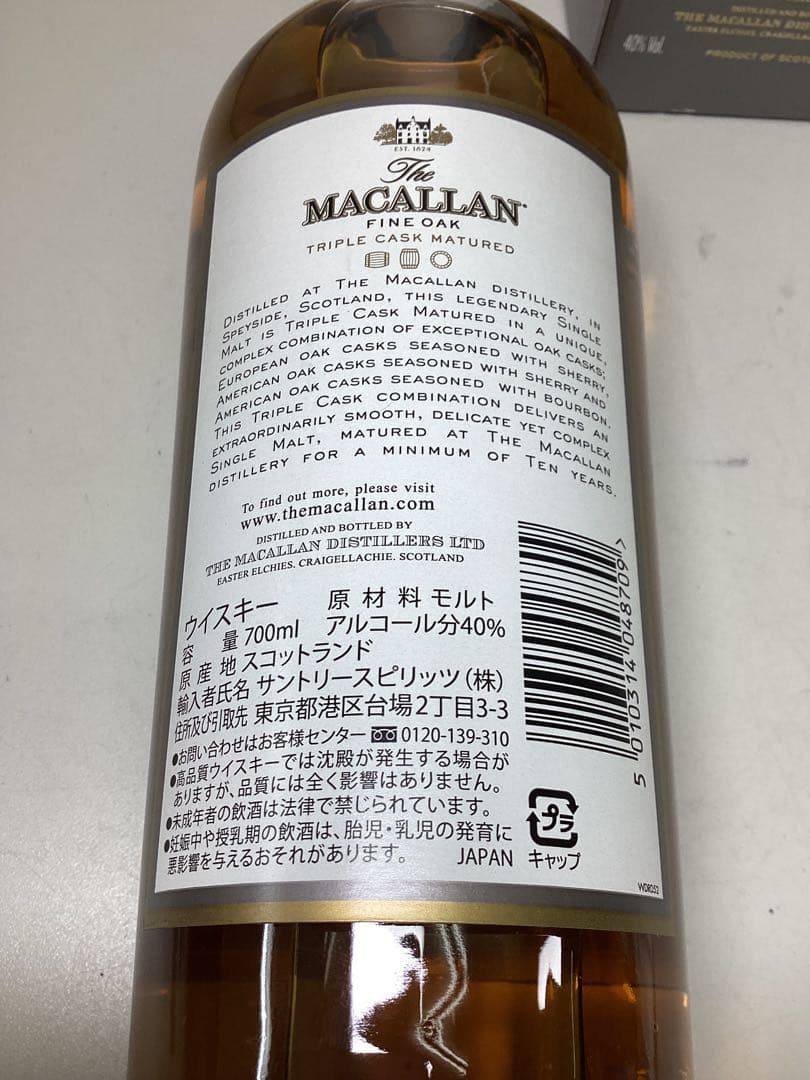 DISTILLED AND BO
THE MACALLAN DIS
EASTER ELCHIES, CRAIGELLA
40% Vol.
PRODUCT OF SCOT
EST. 1824
The
MACALLAN
FINE OAK
TRIPLE CASK MATURED
DISTILLED AT THE MACALLAN DISTILLERY, IN
SPEYSIDE, SCOTLAND, THIS LEGENDARY SINGLE
MALT IS TRIPLE CASK MATURED IN A UNIQUE,
COMPLEX COMBINATION OF EXCEPTIONAL OAK CASKS;
EUROPEAN OAK CASKS SEASONED WITH SHERRY,
AMERICAN OAK CASKS SEASONED WITH SHERRY AND
AMERICAN OAK CASKS SEASONED WITH BOURBON.
THIS TRIPLE CASK COMBINATION DELIVERS AN
EXTRAORDINARILY SMOOTH, DELICATE YET COMPLEX
SINGLE MALT, MATURED AT THE MACALLAN
DISTILLERY FOR A MINIMUM OF TEN YEARS.
To find out more, please visit
www.themacallan.com
DISTILLED AND BOTTLED BY
THE MACALLAN DISTILLERS LTD
EASTER ELCHIES, CRAIGELLACHIE. SCOTLAND
ウイスキー 原材料 モルト
容量 700ml アルコール分40%
原産地 スコットランド
輸入者氏名 サントリースピリッツ(株)
住所及び引取先 東京都港区台場2丁目3-3
●お問い合わせはお客様センター 0120-139-310
●高品質ウイスキーでは沈殿が発生する場合が
ありますが、品質には全く影響はありません。
●未成年者の飲酒は法律で禁じられています。
●妊娠中や授乳期の飲酒は、胎児・乳児の発育に
悪影響を与えるおそれがあります。 JAPAN
プラ
キャップ
5 010314 048709 >